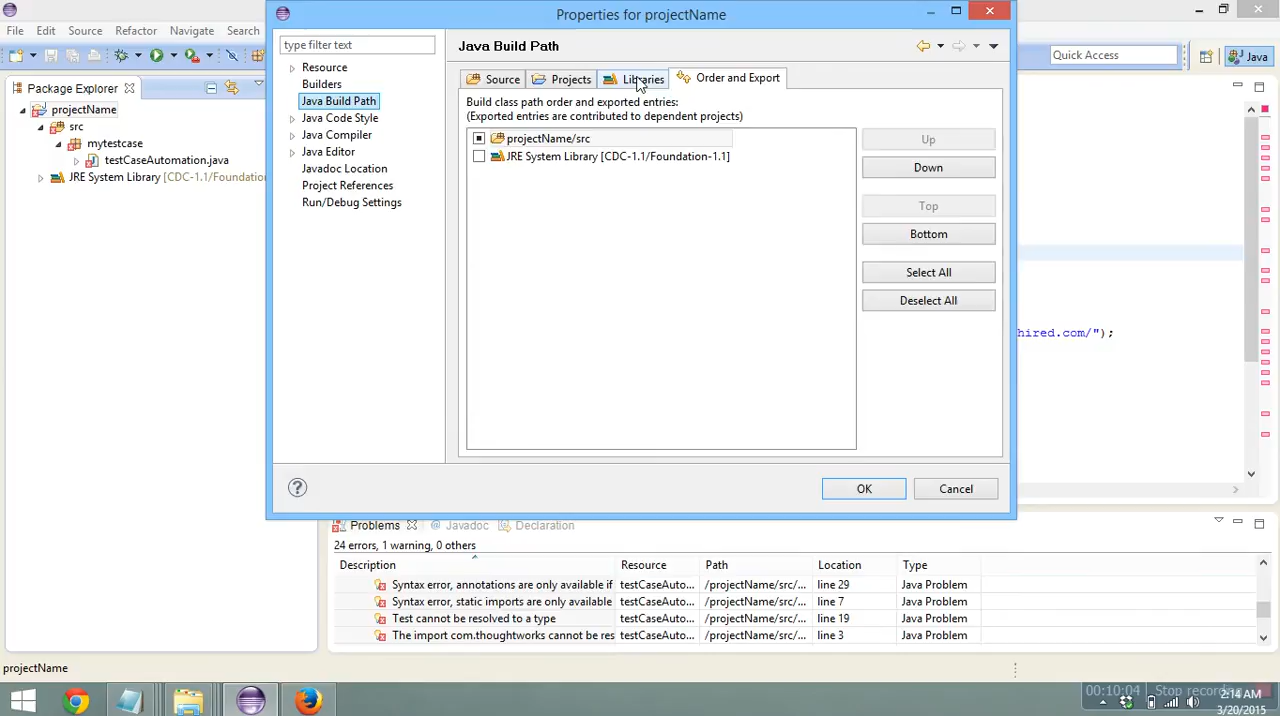 Properties for projectName
File Edit Source Refactor Navigate Search
Quick Access
Java
Package Explorer
projectName
src
mytestcase
testCaseAutomation.java
JRE System Library [CDC-1.1/Foundation
type filter text
Resource
Builders
Java Build Path
Java Code Style
Java Compiler
Java Editor
Javadoc Location
Project References
Run/Debug Settings
Java Build Path
Source Projects Libraries Order and Export
Build class path order and exported entries:
(Exported entries are contributed to dependent projects)
projectName/src
JRE System Library [CDC-1.1/Foundation-1.1]
Up
Down
Top
Bottom
Select All
Deselect All
OK Cancel
hired.com/");
Problems Javadoc Declaration
24 errors, 1 warning, 0 others
Description Resource Path Location Type
Syntax error, annotations are only available if testCaseAuto... /projectName/src/... line 29 Java Problem
Syntax error, static imports are only available testCaseAuto... /projectName/src/... line 7 Java Problem
Test cannot be resolved to a type testCaseAuto... /projectName/src/... line 19 Java Problem
The import com.thoughtworks cannot be res testCaseAuto... /projectName/src/... line 3 Java Problem
projectName
00:10:04 Stop recording
2:14 AM
3/20/2015